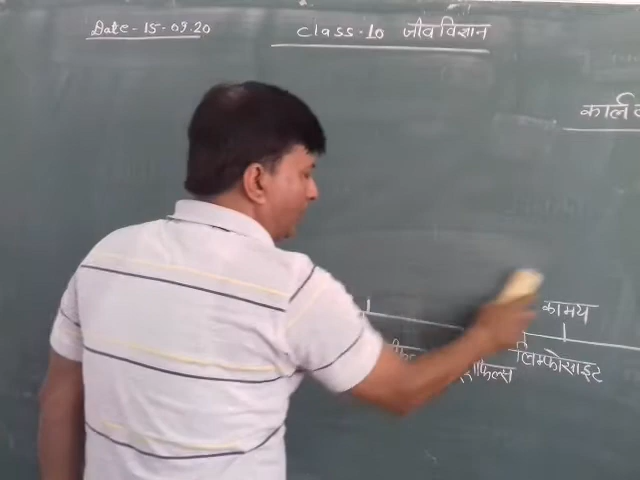 Date-15-09.20
Class-10 जीव विज्ञान
कार्ल
कामय
लिम्फोसाइट